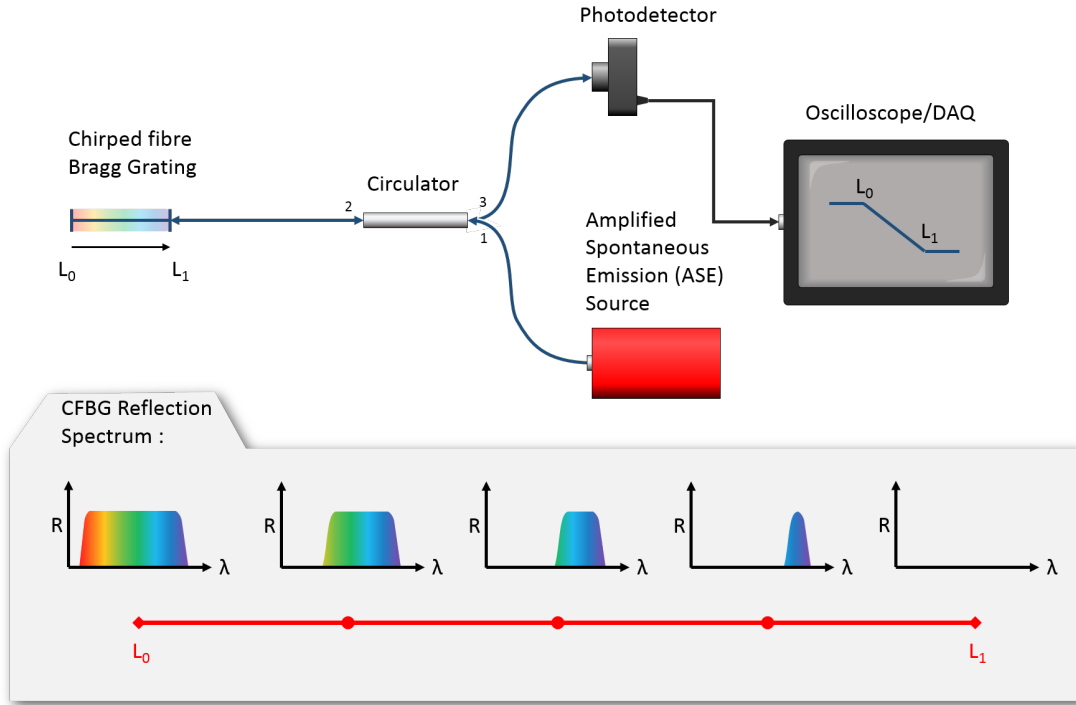 Photodetector
Oscilloscope/DAQ
Chirped fibre
Bragg Grating
Circulator
2
3
1
L₀
L₁
L₀
L₁
Amplified
Spontaneous
Emission (ASE)
Source
CFBG Reflection
Spectrum :
R
λ
R
λ
R
λ
R
λ
R
λ
L₀
L₁